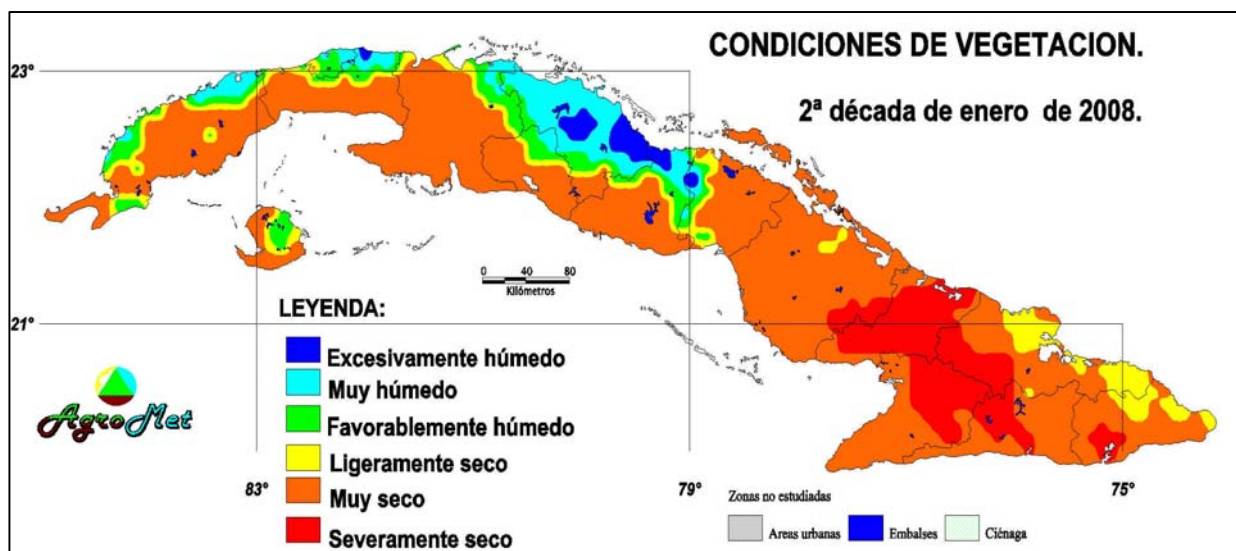 CONDICIONES DE VEGETACION.
2ª década de enero de 2008.
23°
21°
0 40 80
Kilómetros
LEYENDA:
Excesivamente húmedo
Muy húmedo
Favorablemente húmedo
Ligeramente seco
Muy seco
Severamente seco
AgroMet
83°
79°
75°
Zonas no estudiadas
Areas urbanas
Embalses
Ciénaga